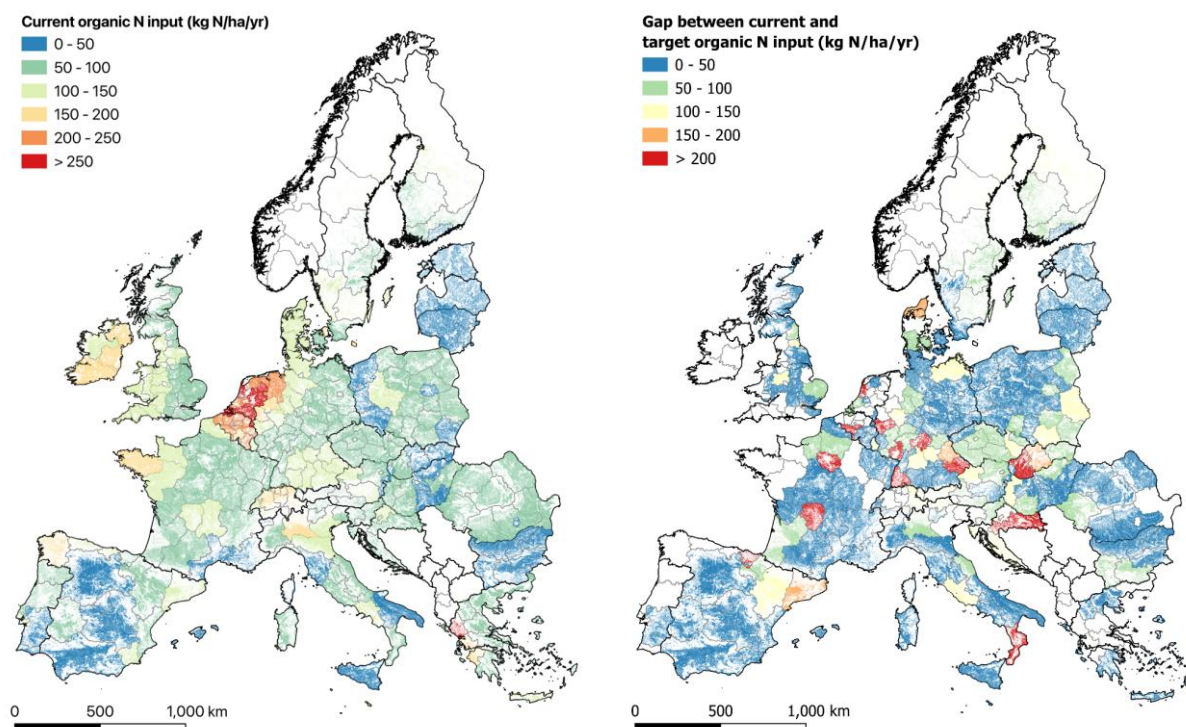 Current organic N input (kg N/ha/yr)
0 - 50
50 - 100
100 - 150
150 - 200
200 - 250
> 250
0 500 1,000 km
Gap between current and
target organic N input (kg N/ha/yr)
0 - 50
50 - 100
100 - 150
150 - 200
> 200
0 500 1,000 km